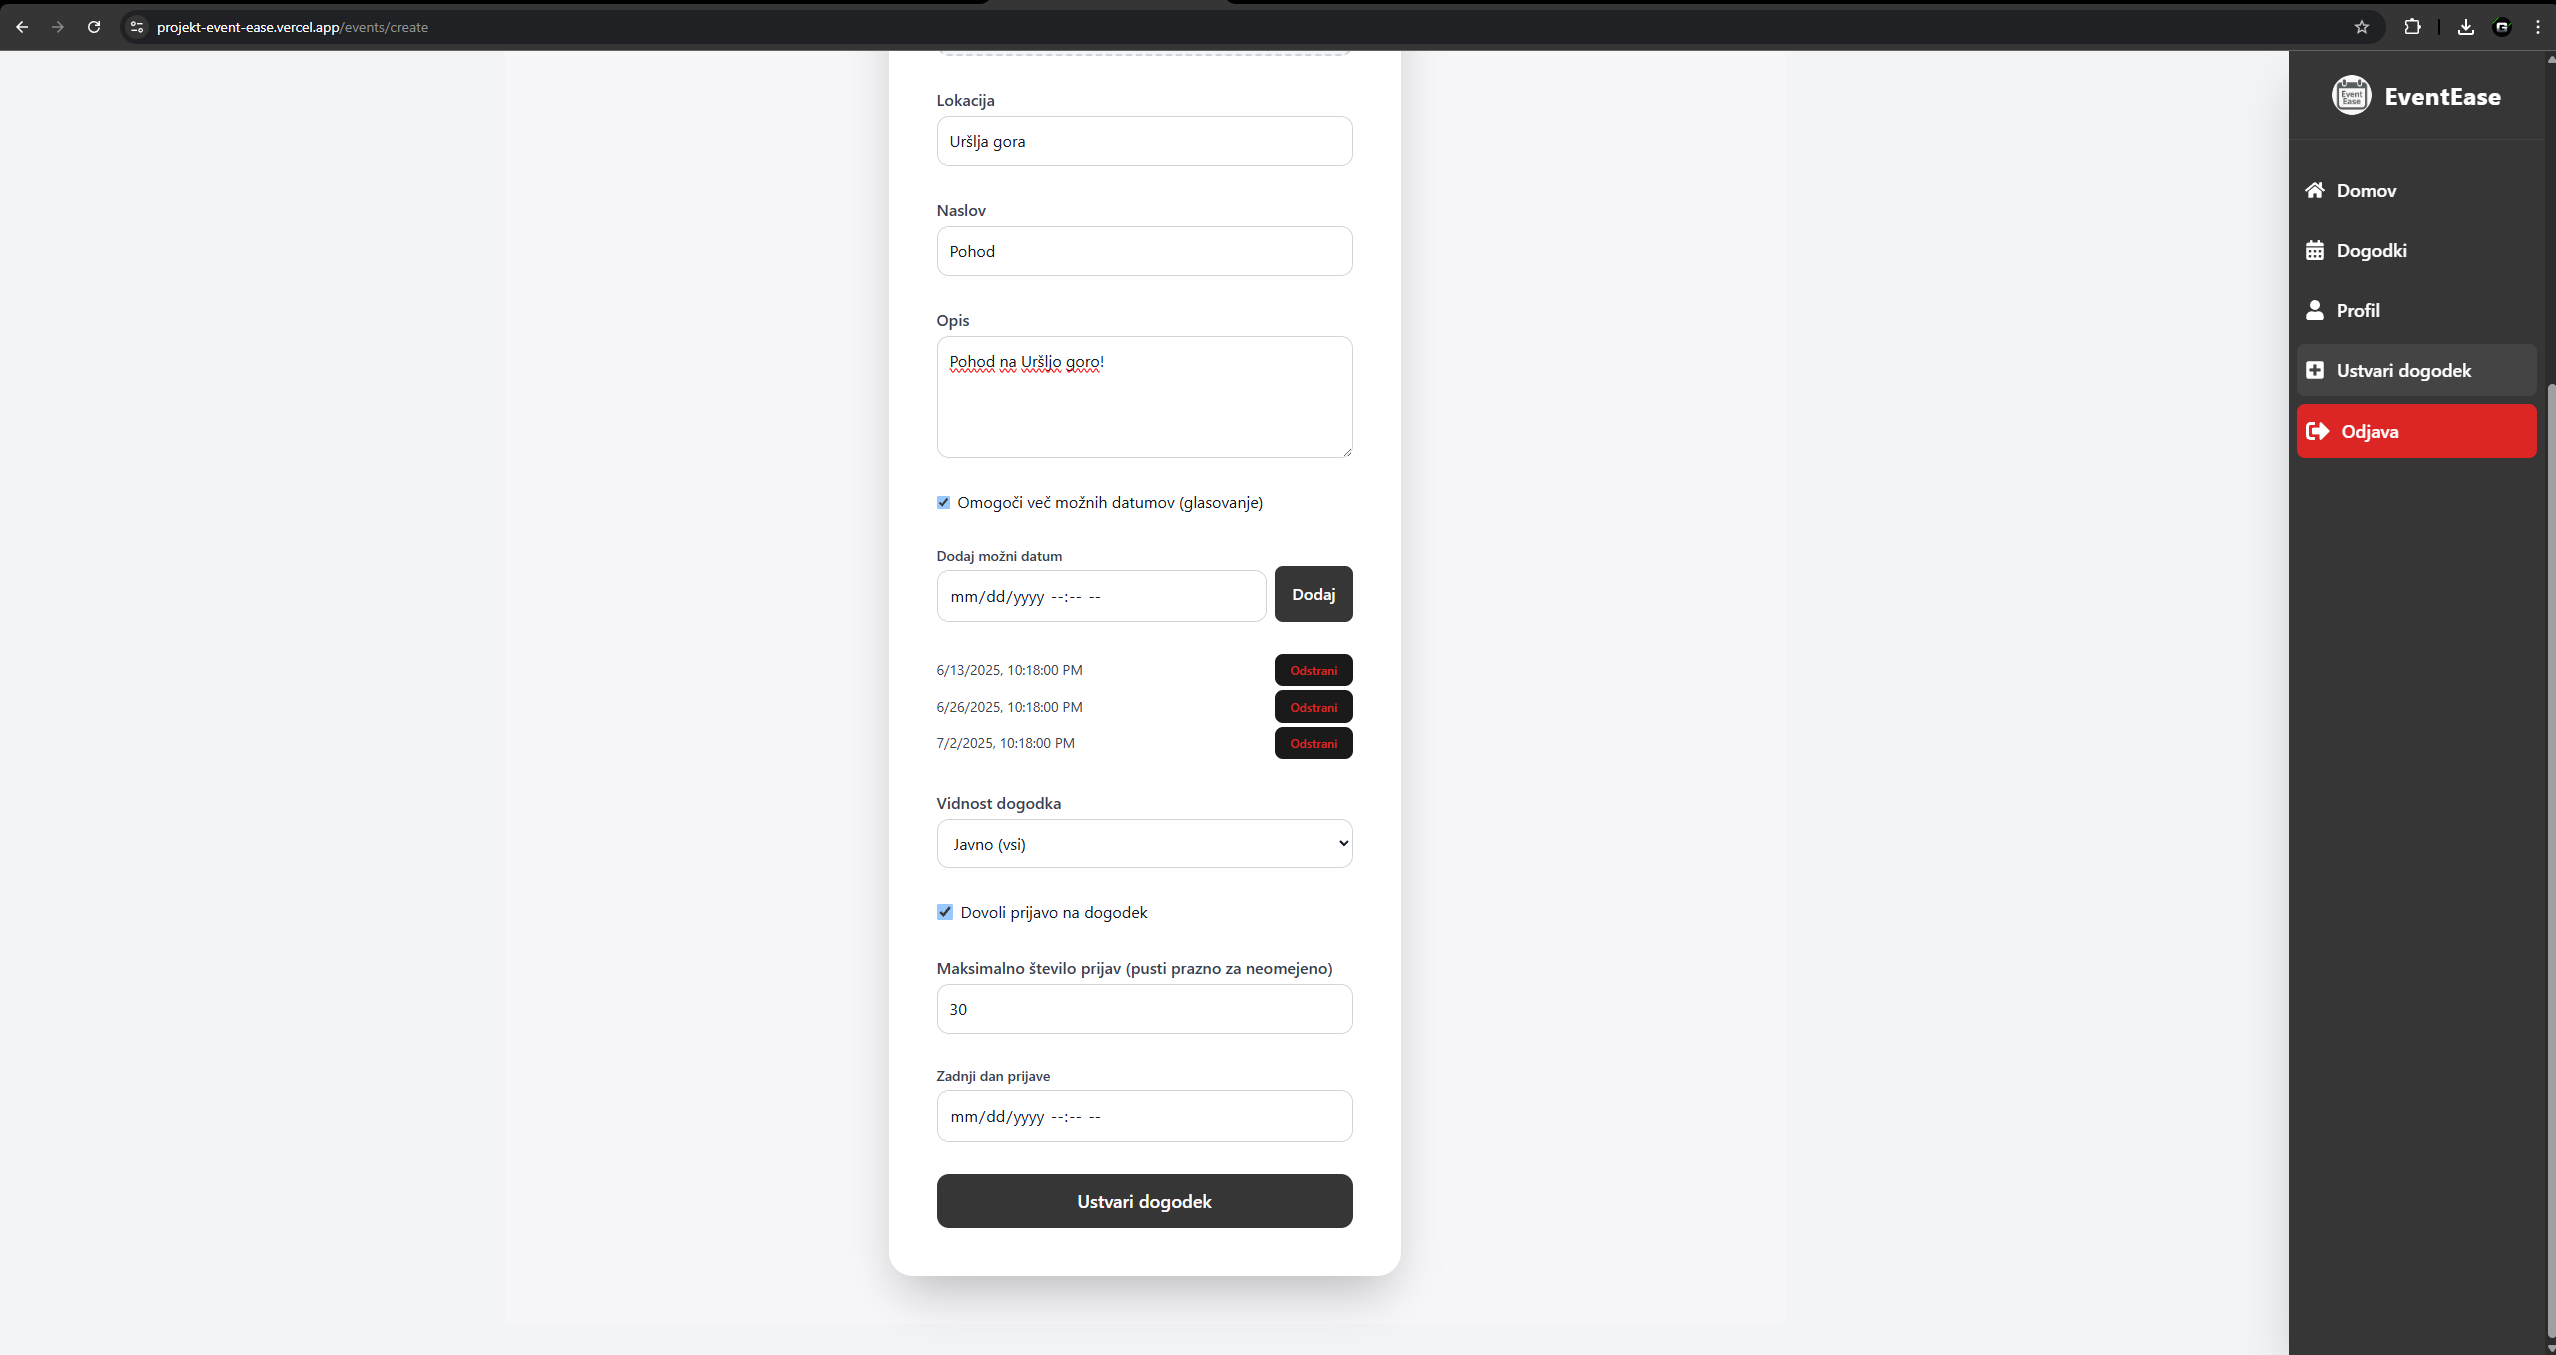 projekt-event-ease.vercel.app/events/create
Lokacija
Uršlja gora
Naslov
Pohod
Opis
Pohod na Uršljo goro!
Omogoči več možnih datumov (glasovanje)
Dodaj možni datum
mm/dd/yyyy --:-- --
Dodaj
6/13/2025, 10:18:00 PM
Odstrani
6/26/2025, 10:18:00 PM
Odstrani
7/2/2025, 10:18:00 PM
Odstrani
Vidnost dogodka
Javno (vsi)
Dovoli prijavo na dogodek
Maksimalno število prijav (pusti prazno za neomejeno)
30
Zadnji dan prijave
mm/dd/yyyy --:-- --
Ustvari dogodek
Event
Ease
EventEase
Domov
Dogodki
Profil
Ustvari dogodek
Odjava